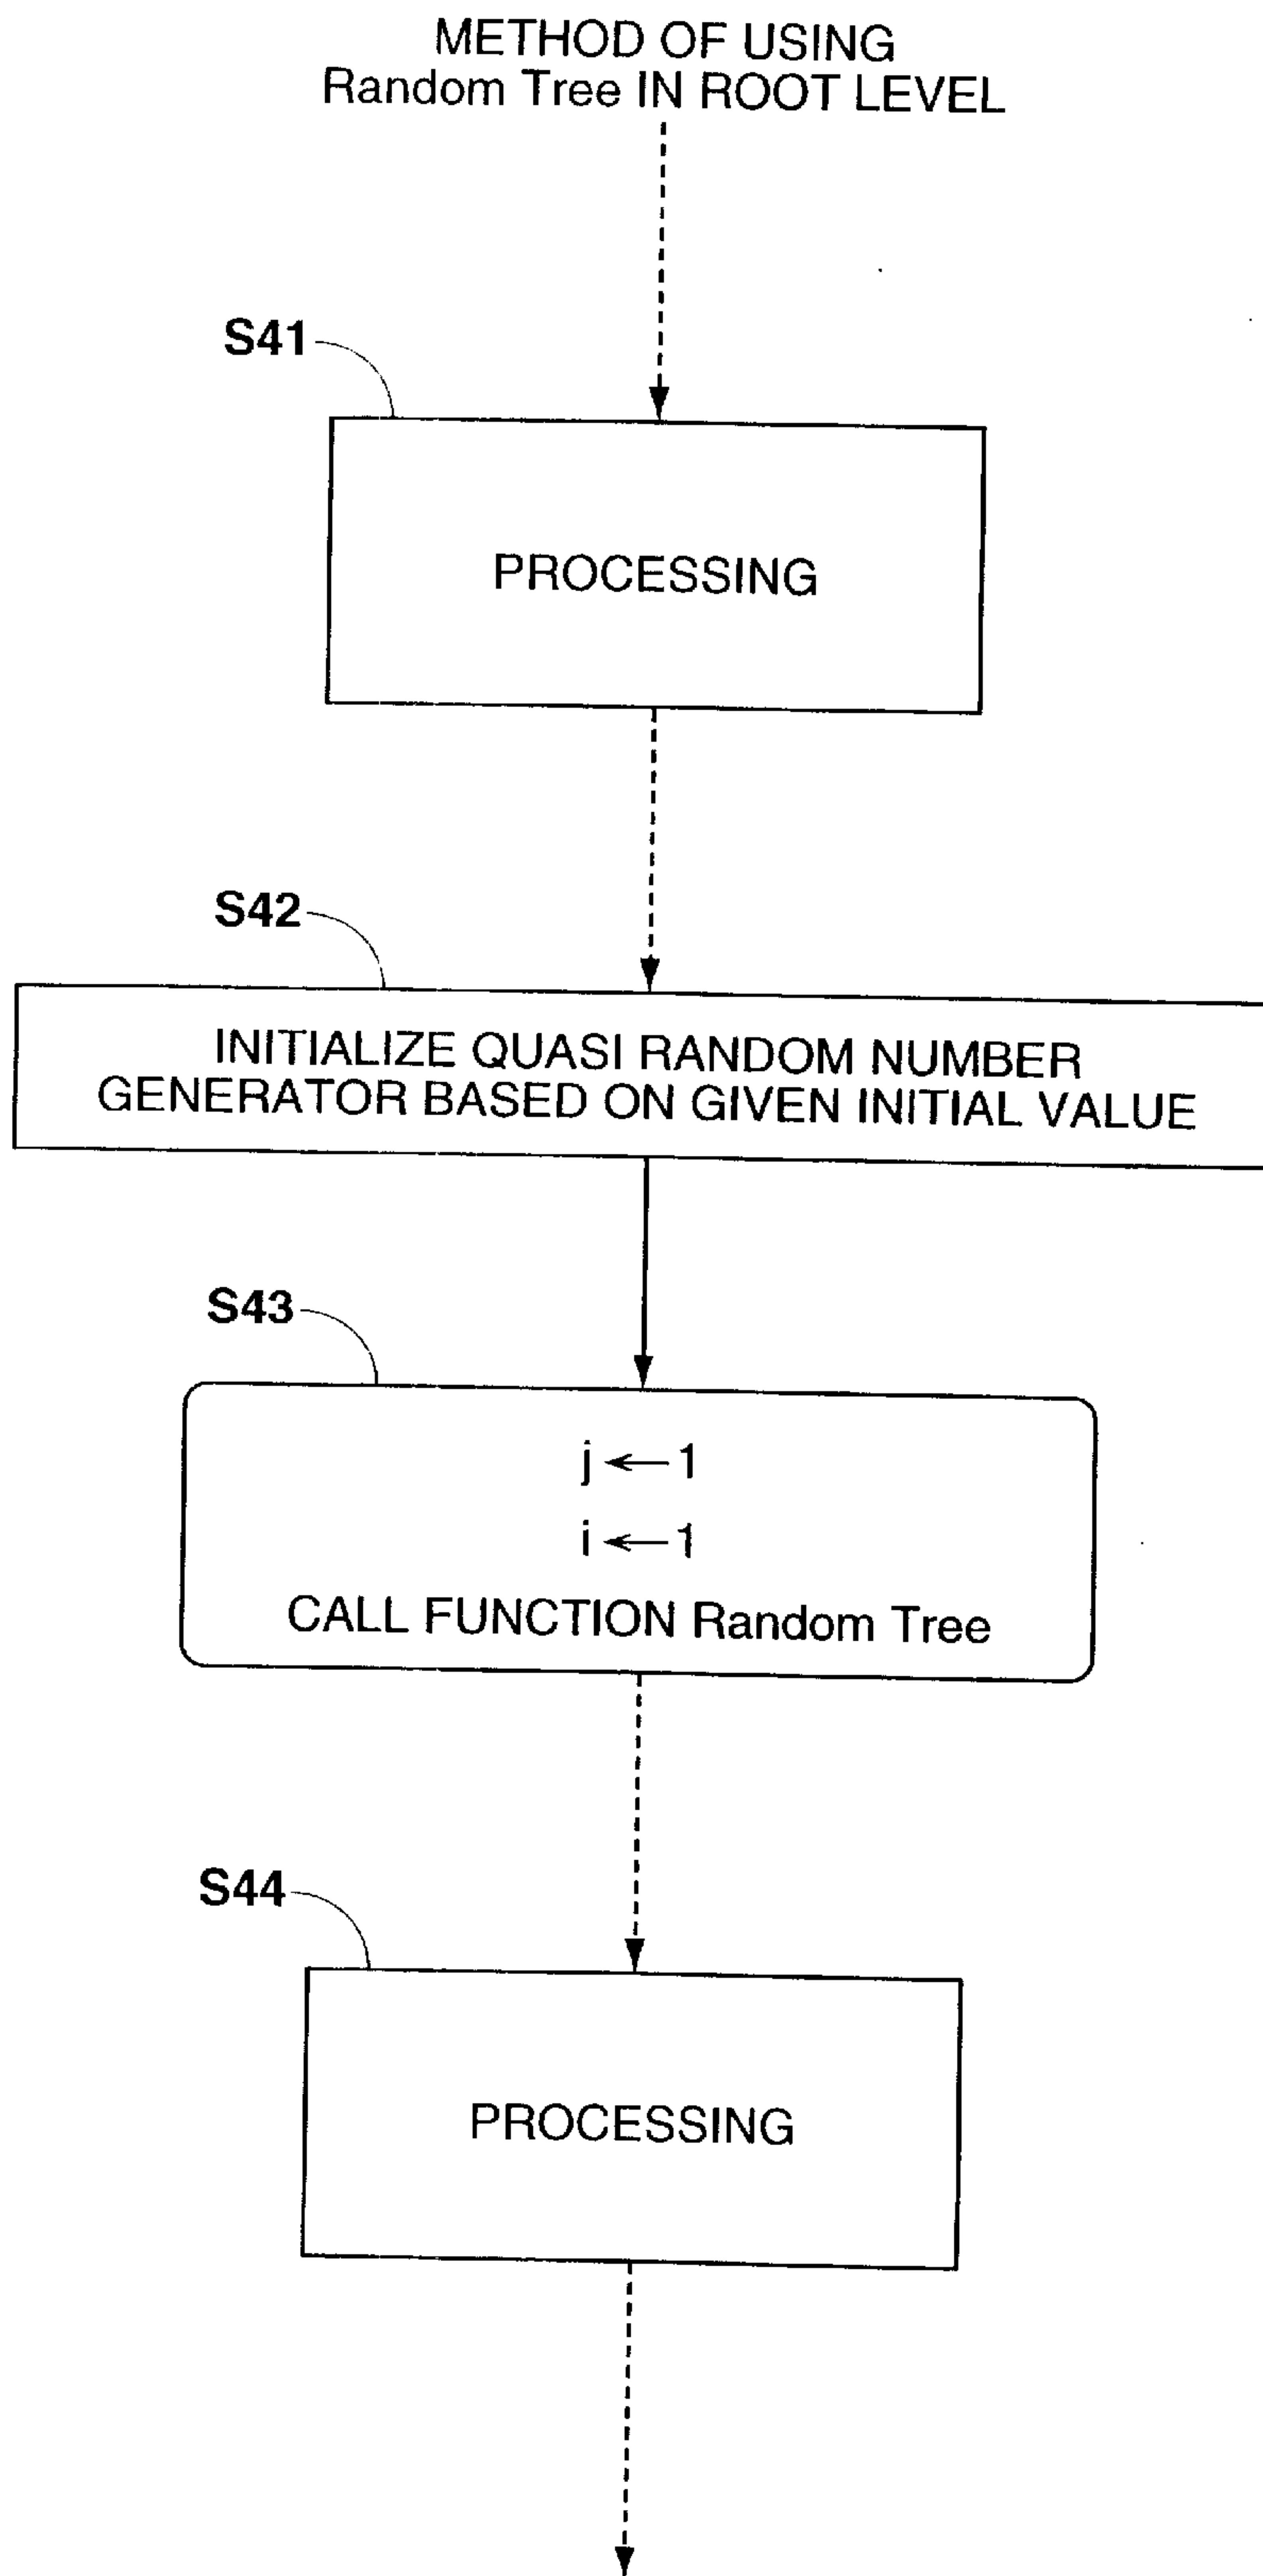 METHOD OF USING
Random Tree IN ROOT LEVEL
S41
PROCESSING
S42
INITIALIZE QUASI RANDOM NUMBER
GENERATOR BASED ON GIVEN INITIAL VALUE
S43
j ← 1
i ← 1
CALL FUNCTION Random Tree
S44
PROCESSING